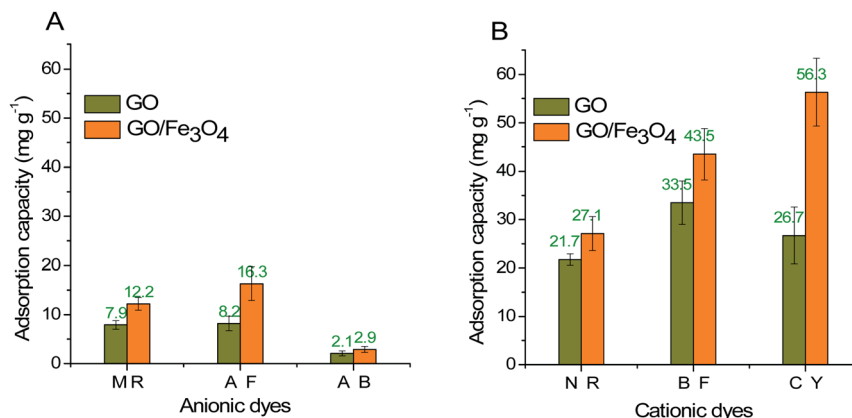 A
Adsorption capacity (mg g⁻¹)
60
50
40
30
20
10
0
GO
GO/Fe₃O₄
7.9
12.2
8.2
16.3
2.1
2.9
MR
A F
A B
Anionic dyes
B
Adsorption capacity (mg g⁻¹)
60
50
40
30
20
10
0
GO
GO/Fe₃O₄
21.7
27.1
33.5
43.5
26.7
56.3
N R
B F
C Y
Cationic dyes